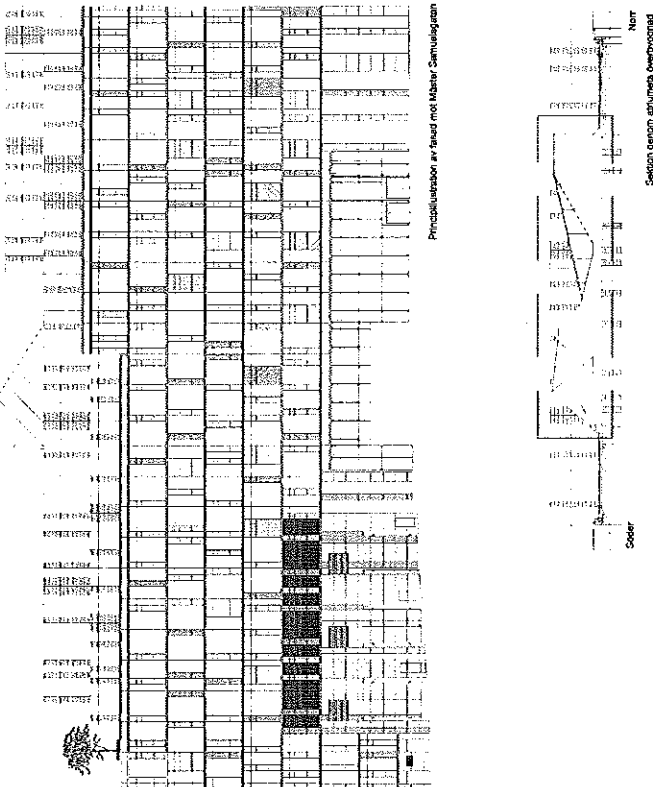 Principillustration av fasad mot Mäster Samuelsgatan
Norr
Söder
Sektion genom atriumets överbyggnad